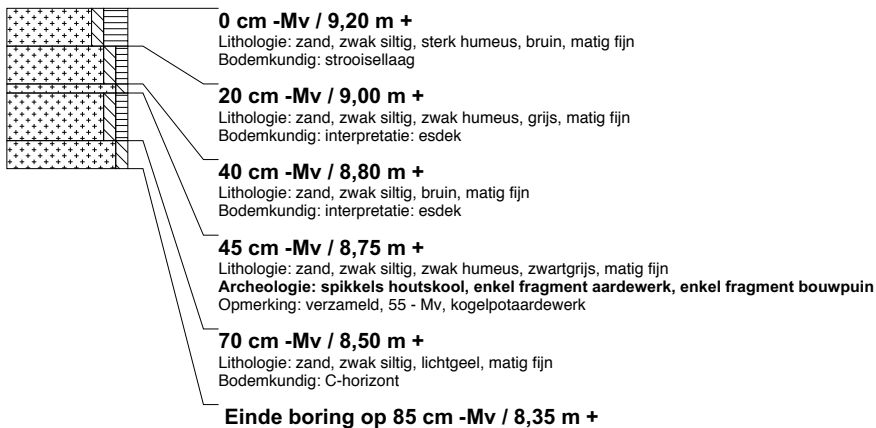 0 cm -Mv / 9,20 m +
Lithologie: zand, zwak siltig, sterk humeus, bruin, matig fijn
Bodemkundig: strooisellaag
20 cm -Mv / 9,00 m +
Lithologie: zand, zwak siltig, zwak humeus, grijs, matig fijn
Bodemkundig: interpretatie: esdek
40 cm -Mv / 8,80 m +
Lithologie: zand, zwak siltig, bruin, matig fijn
Bodemkundig: interpretatie: esdek
45 cm -Mv / 8,75 m +
Lithologie: zand, zwak siltig, zwak humeus, zwartgrijs, matig fijn
Archeologie: spikkels houtskool, enkel fragment aardewerk, enkel fragment bouwpuin
Opmerking: verzameld, 55 - Mv, kogelpotaardewerk
70 cm -Mv / 8,50 m +
Lithologie: zand, zwak siltig, lichtgeel, matig fijn
Bodemkundig: C-horizont
Einde boring op 85 cm -Mv / 8,35 m +